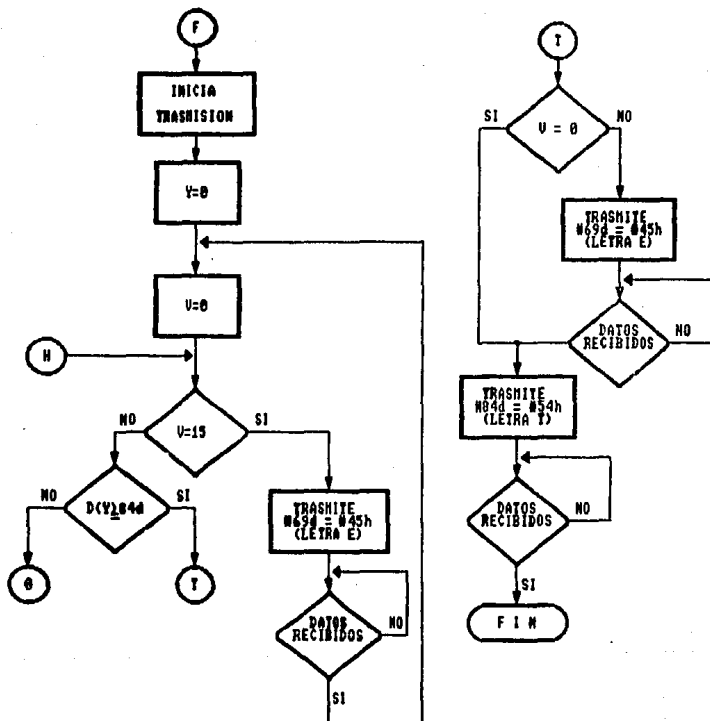 F
INICIA
TRASMISION
Y=0
V=0
H
V=15
NO
SI
D(Y)≥84d
NO
SI
T
TRASMITE
#69d = #45h
(LETRA E)
DATOS
RECIBIDOS
NO
SI
T
V = 0
SI
NO
TRASMITE
#69d = #45h
(LETRA E)
DATOS
RECIBIDOS
NO
TRASMITE
#84d = #54h
(LETRA T)
DATOS
RECIBIDOS
NO
SI
F I N